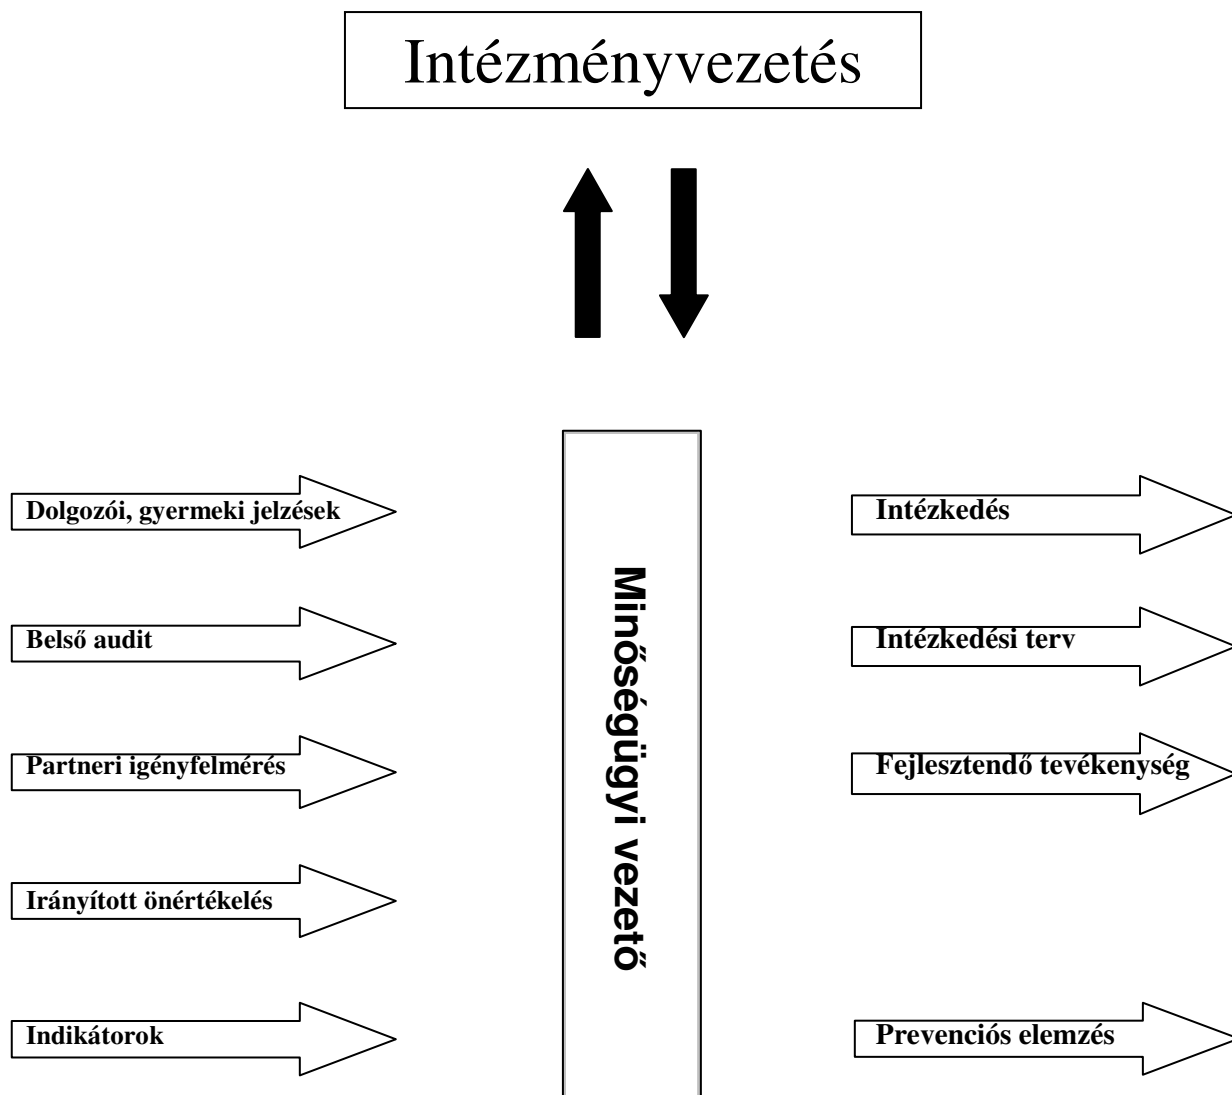 Intézményvezetés
Dolgozói, gyermeki jelzések
Belső audit
Partneri igényfelmérés
Irányított önértékelés
Indikátorok
Minőségügyi vezető
Intézkedés
Intézkedési terv
Fejlesztendő tevékenység
Prevenciós elemzés